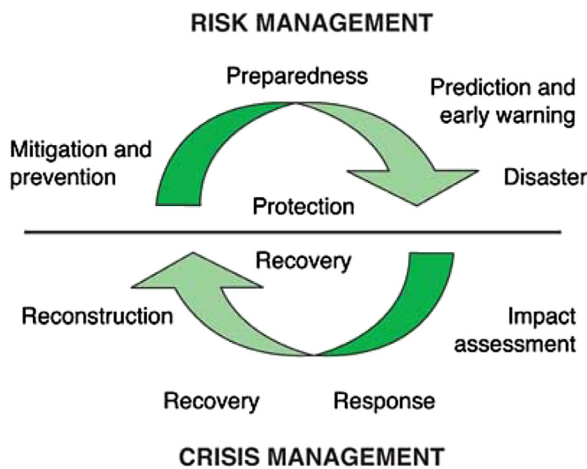 RISK MANAGEMENT
Preparedness
Prediction and
early warning
Mitigation and
prevention
Disaster
Protection
Recovery
Reconstruction
Impact
assessment
Recovery
Response
CRISIS MANAGEMENT